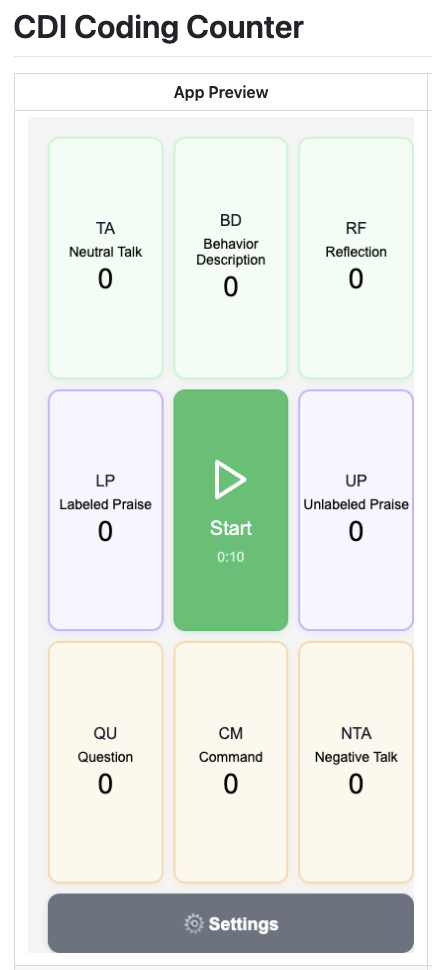 CDI Coding Counter
App Preview
TA
Neutral Talk
0
BD
Behavior
Description
0
RF
Reflection
0
LP
Labeled Praise
0
Start
0:10
UP
Unlabeled Praise
0
QU
Question
0
CM
Command
0
NTA
Negative Talk
0
Settings